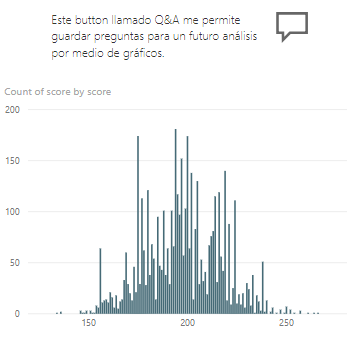 Este button llamado Q&A me permite
guardar preguntas para un futuro análisis
por medio de gráficos.
Count of score by score
200
150
100
50
0
150
200
250